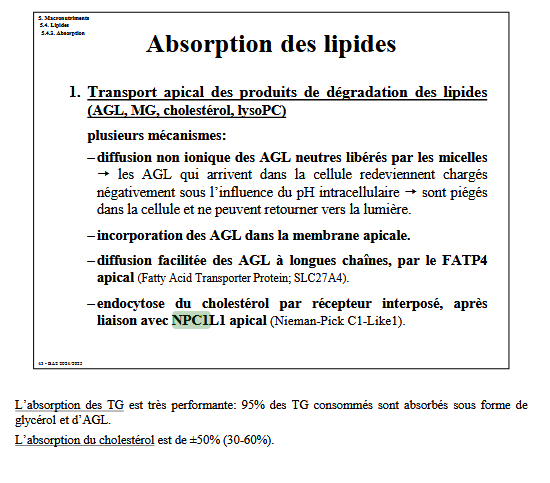 5. Macronutriments
5.4. Lipides
5.4.3. Absorption
Absorption des lipides
1. Transport apical des produits de dégradation des lipides
(AGL, MG, cholestérol, lysoPC)
plusieurs mécanismes:
– diffusion non ionique des AGL neutres libérés par les micelles
→ les AGL qui arrivent dans la cellule redeviennent chargés
négativement sous l'influence du pH intracellulaire → sont piégés
dans la cellule et ne peuvent retourner vers la lumière.
– incorporation des AGL dans la membrane apicale.
– diffusion facilitée des AGL à longues chaînes, par le FATP4
apical (Fatty Acid Transporter Protein; SLC27A4).
– endocytose du cholestérol par récepteur interposé, après
liaison avec NPC1L1 apical (Nieman-Pick C1-Like1).
L'absorption des TG est très performante: 95% des TG consommés sont absorbés sous forme de
glycérol et d'AGL.
L'absorption du cholestérol est de ±50% (30-60%).